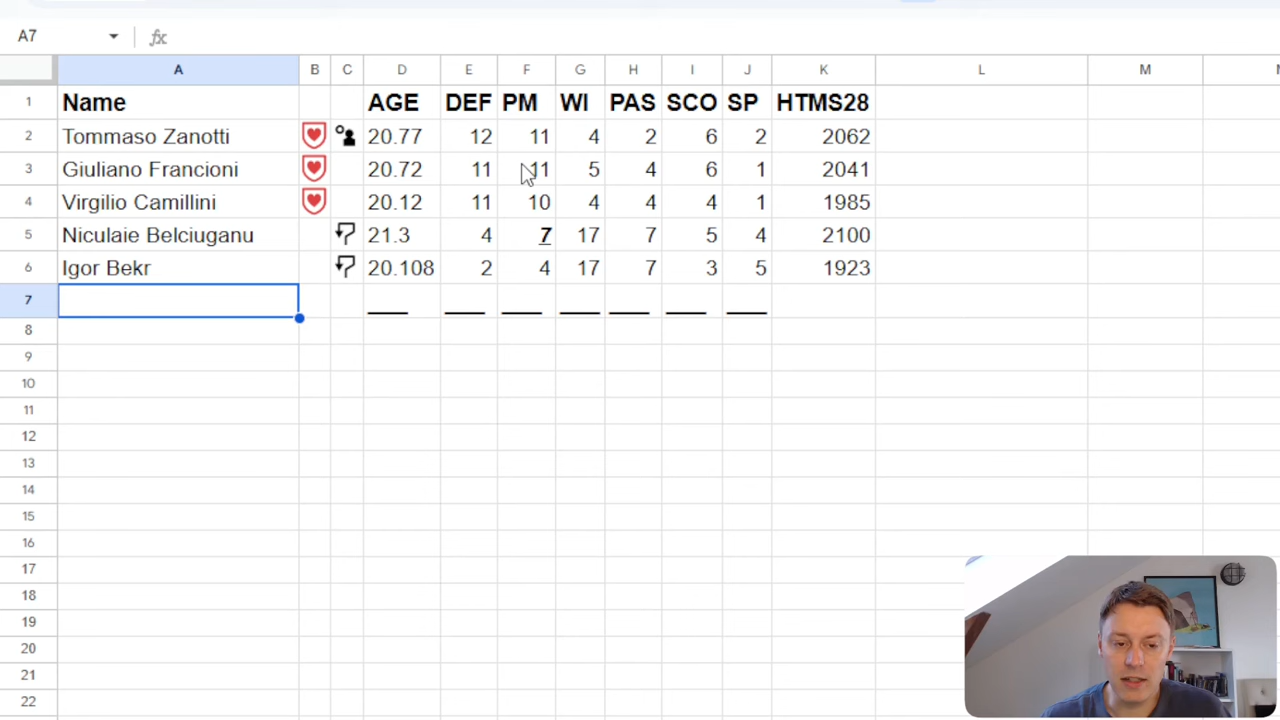 A7 fx
A B C D E F G H I J K L M N
1 Name AGE DEF PM WI PAS SCO SP HTMS28
2 Tommaso Zanotti 20.77 12 11 4 2 6 2 2062
3 Giuliano Francioni 20.72 11 11 5 4 6 1 2041
4 Virgilio Camillini 20.12 11 10 4 4 4 1 1985
5 Niculaie Belciuganu 21.3 4 7 17 7 5 4 2100
6 Igor Bekr 20.108 2 4 17 7 3 5 1923
7
8
9
10
11
12
13
14
15
16
17
18
19
20
21
22